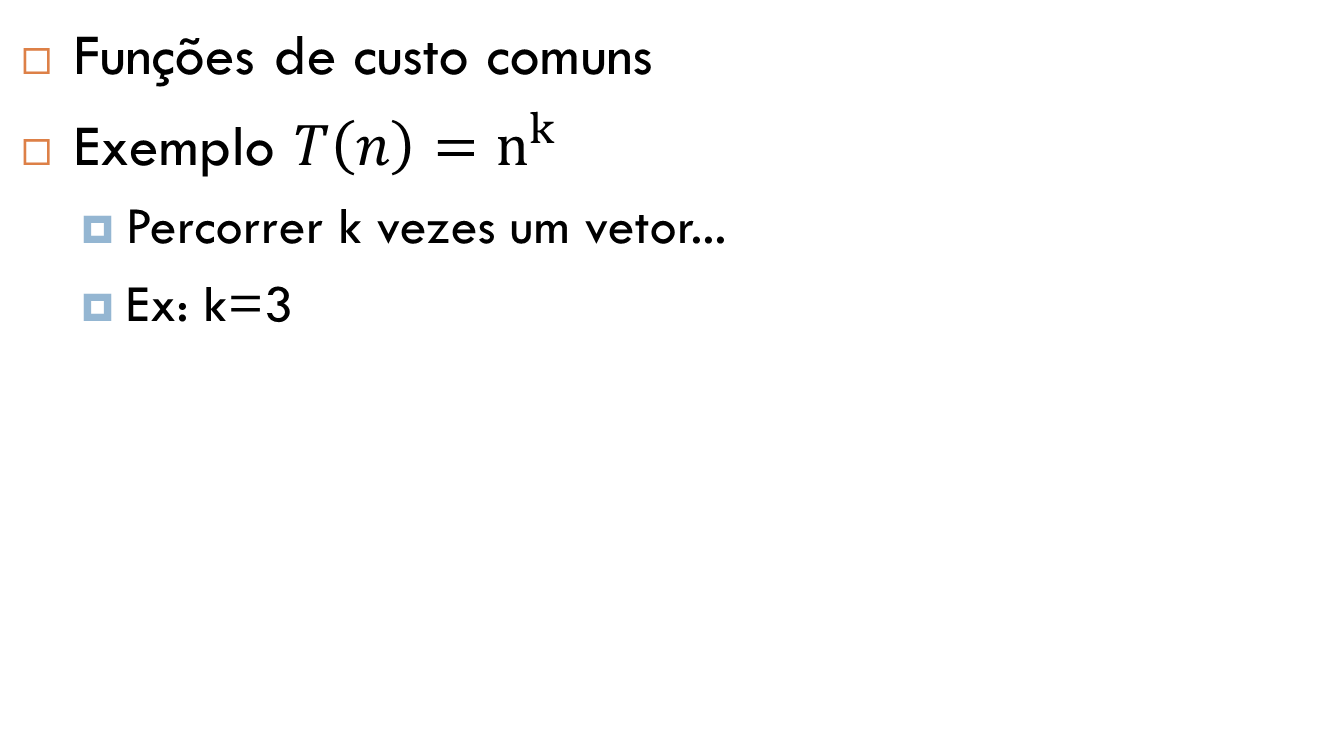 Funções de custo comuns
Exemplo T(n) = n^k
Percorrer k vezes um vetor...
Ex: k=3